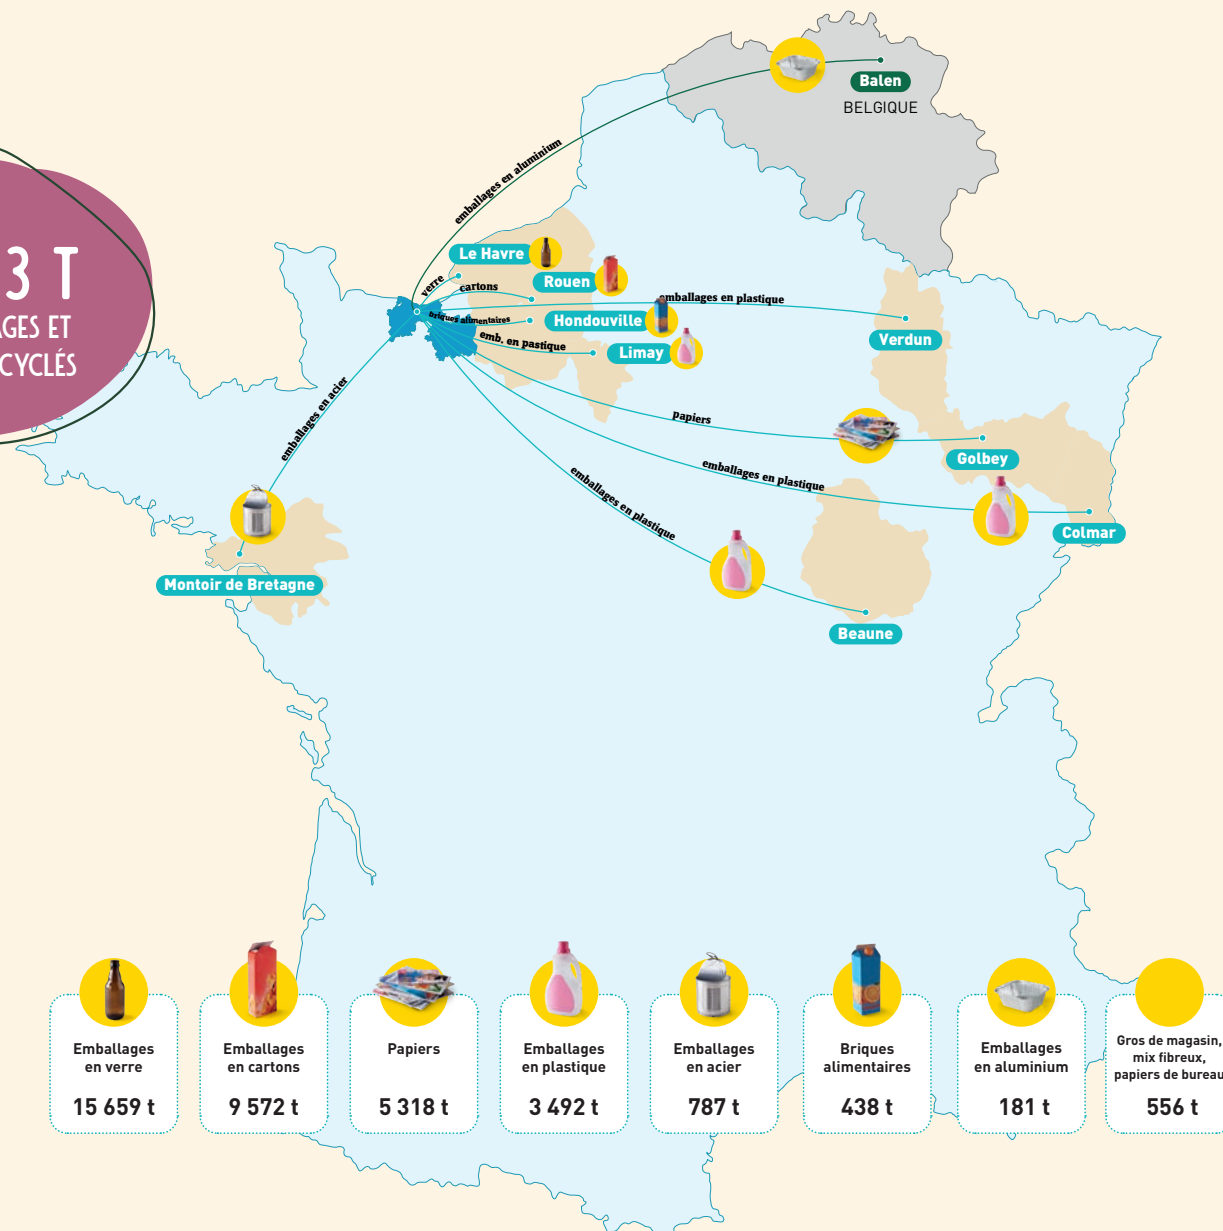 Balen
BELGIQUE
emballages en aluminium
3 T
AGES ET
CYCLÉS
Le Havre
verre
Rouen
cartons
emballages en plastique
briques alimentaires
Hondouville
Verdun
emb. en pastique
Limay
emballages en acier
papiers
Golbey
emballages en plastique
emballages en plastique
Colmar
Montoir de Bretagne
Beaune
Emballages
en verre
15 659 t
Emballages
en cartons
9 572 t
Papiers
5 318 t
Emballages
en plastique
3 492 t
Emballages
en acier
787 t
Briques
alimentaires
438 t
Emballages
en aluminium
181 t
Gros de magasin,
mix fibreux,
papiers de bureau
556 t